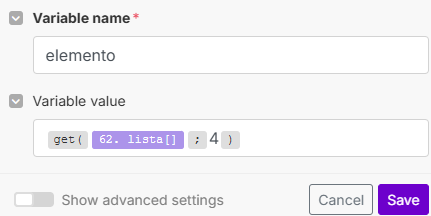 Variable name*
elemento
Variable value
get( 62. lista[] ; 4 )
Show advanced settings
Cancel
Save